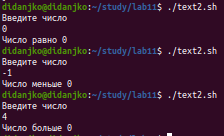 didanjko@didanjko:~/study/lab11$ ./text2.sh
Введите число
0
Число равно 0
didanjko@didanjko:~/study/lab11$ ./text2.sh
Введите число
-1
Число меньше 0
didanjko@didanjko:~/study/lab11$ ./text2.sh
Введите число
4
Число больше 0